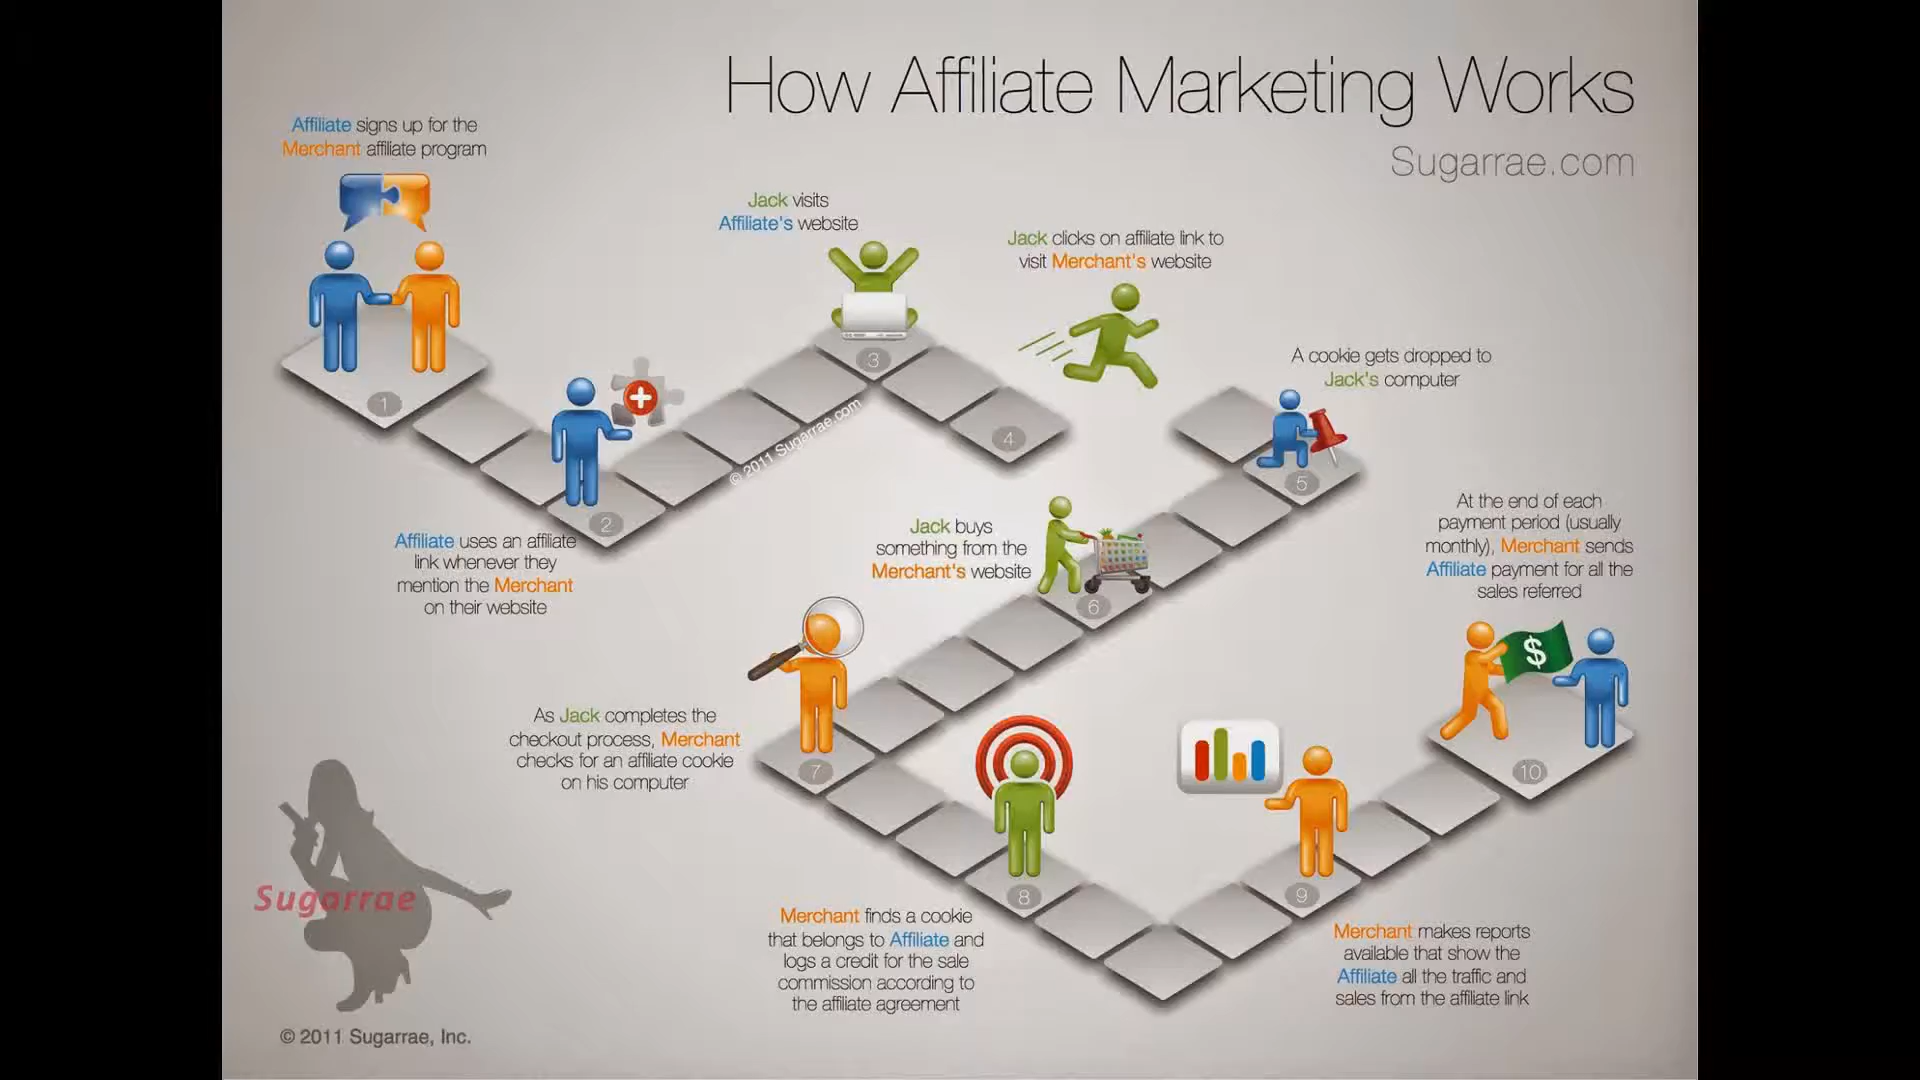 How Affiliate Marketing Works
Sugarrae.com
Affiliate signs up for the
Merchant affiliate program
1
Affiliate uses an affiliate
link whenever they
mention the Merchant
on their website
2
Jack visits
Affiliate's website
3
© 2011 Sugarrae.com
Jack clicks on affiliate link to
visit Merchant's website
4
A cookie gets dropped to
Jack's computer
5
Jack buys
something from the
Merchant's website
6
As Jack completes the
checkout process, Merchant
checks for an affiliate cookie
on his computer
7
Merchant finds a cookie
that belongs to Affiliate and
logs a credit for the sale
commission according to
the affiliate agreement
8
Merchant makes reports
available that show the
Affiliate all the traffic and
sales from the affiliate link
9
At the end of each
payment period (usually
monthly), Merchant sends
Affiliate payment for all the
sales referred
$
10
Sugarrae
© 2011 Sugarrae, Inc.